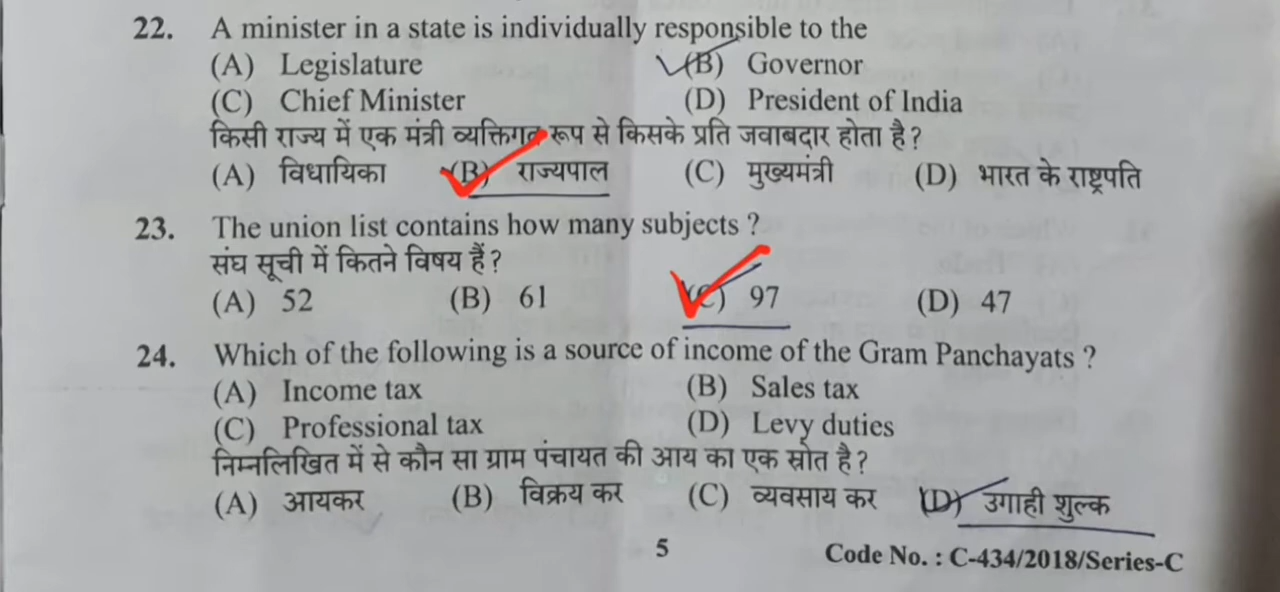 22. A minister in a state is individually responsible to the
(A) Legislature (B) Governor
(C) Chief Minister (D) President of India
किसी राज्य में एक मंत्री व्यक्तिगत रूप से किसके प्रति जवाबदार होता है?
(A) विधायिका (B) राज्यपाल (C) मुख्यमंत्री (D) भारत के राष्ट्रपति
23. The union list contains how many subjects ?
संघ सूची में कितने विषय हैं?
(A) 52 (B) 61 (C) 97 (D) 47
24. Which of the following is a source of income of the Gram Panchayats ?
(A) Income tax (B) Sales tax
(C) Professional tax (D) Levy duties
निम्नलिखित में से कौन सा ग्राम पंचायत की आय का एक स्रोत है?
(A) आयकर (B) विक्रय कर (C) व्यवसाय कर (D) उगाही शुल्क
5 Code No. : C-434/2018/Series-C